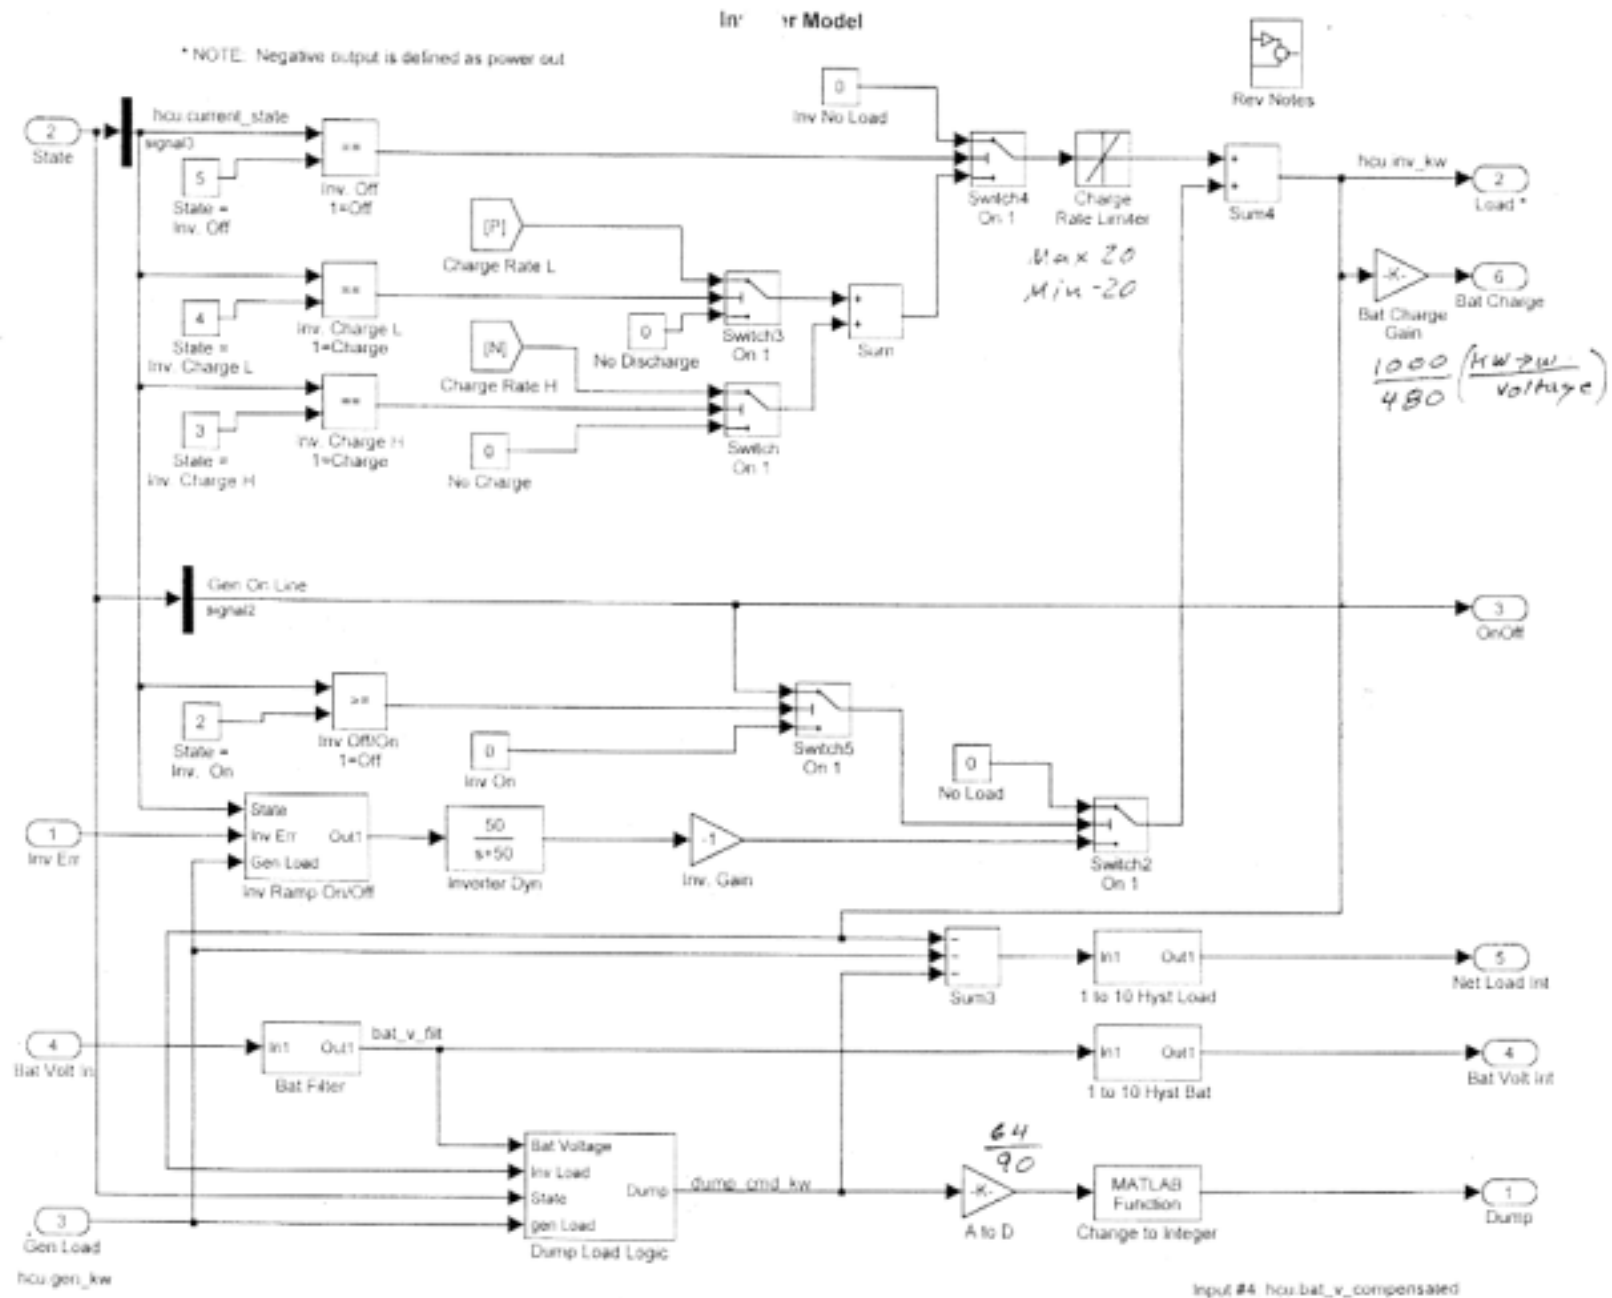 r Model
* NOTE: Negative output is defined as power out
Rev Notes
0
Inv No Load
2
State
hcu.current_state
signal3
==
Inv. Off
1=Off
5
State =
Inv. Off
Switch4
On 1
Charge
Rate Limiter
Max 20
Min -20
+
+
Sum4
hcu.inv_kw
2
Load *
[P]
Charge Rate L
==
Inv. Charge L
1=Charge
4
State =
Inv. Charge L
0
No Discharge
Switch3
On 1
+
+
Sum
-K-
Bat Charge
Gain
6
Bat Charge
1000
480
(KW→W
voltage)
[N]
Charge Rate H
==
Inv. Charge H
1=Charge
3
State =
Inv. Charge H
0
No Charge
Switch
On 1
Gen On Line
signal2
3
OnOff
>=
Inv Off/On
1=Off
2
State =
Inv. On
0
Inv On
Switch5
On 1
0
No Load
Switch2
On 1
1
Inv Err
State
Inv Err Out1
Gen Load
Inv Ramp On/Off
50
s+50
Inverter Dyn
-1
Inv. Gain
-
-
-
Sum3
In1 Out1
1 to 10 Hyst Load
5
Net Load Int
4
Bat Volt In
In1 Out1
Bat Filter
bat_v_filt
In1 Out1
1 to 10 Hyst Bat
4
Bat Volt Int
Bat Voltage
Inv Load
State
gen Load
Dump
Dump Load Logic
dump_cmd_kw
64
90
-K-
A to D
MATLAB
Function
Change to Integer
1
Dump
3
Gen Load
hcu.gen_kw
Input #4 hcu.bat_v_compensated